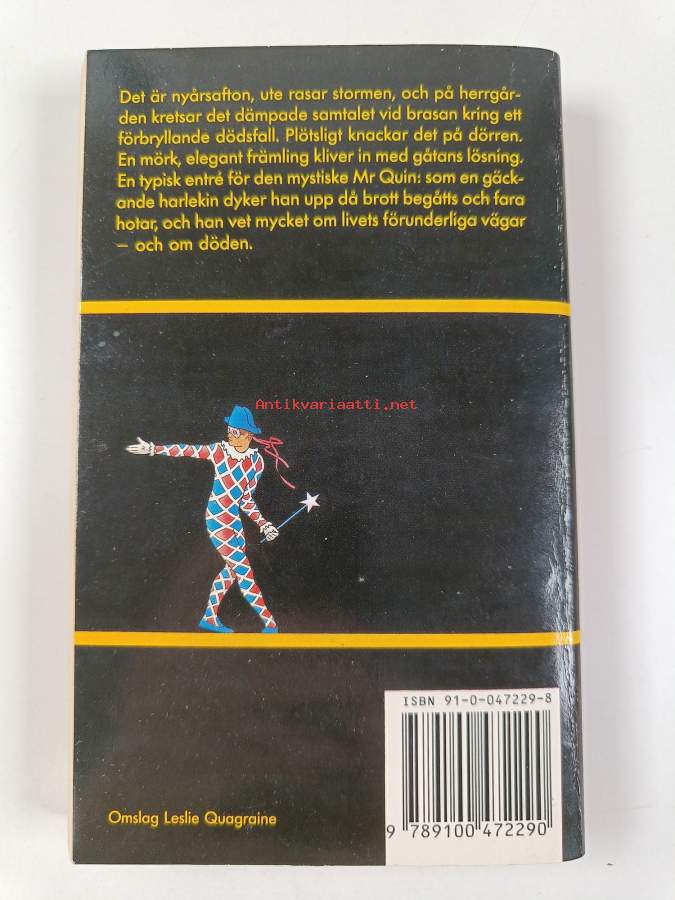 Det är nyårsafton, ute rasar stormen, och på herrgår-
den kretsar det dämpade samtalet vid brasan kring ett
förbryllande dödsfall. Plötsligt knackar det på dörren.
En mörk, elegant främling kliver in med gåtans lösning.
En typisk entré för den mystiske Mr Quin: som en gäck-
ande harlekin dyker han upp då brott begåtts och fara
hotar, och han vet mycket om livets förunderliga vägar
– och om döden.
Antikvariaatti.net
ISBN 91-0-047229-8
9 789100 472290
Omslag Leslie Quagraine